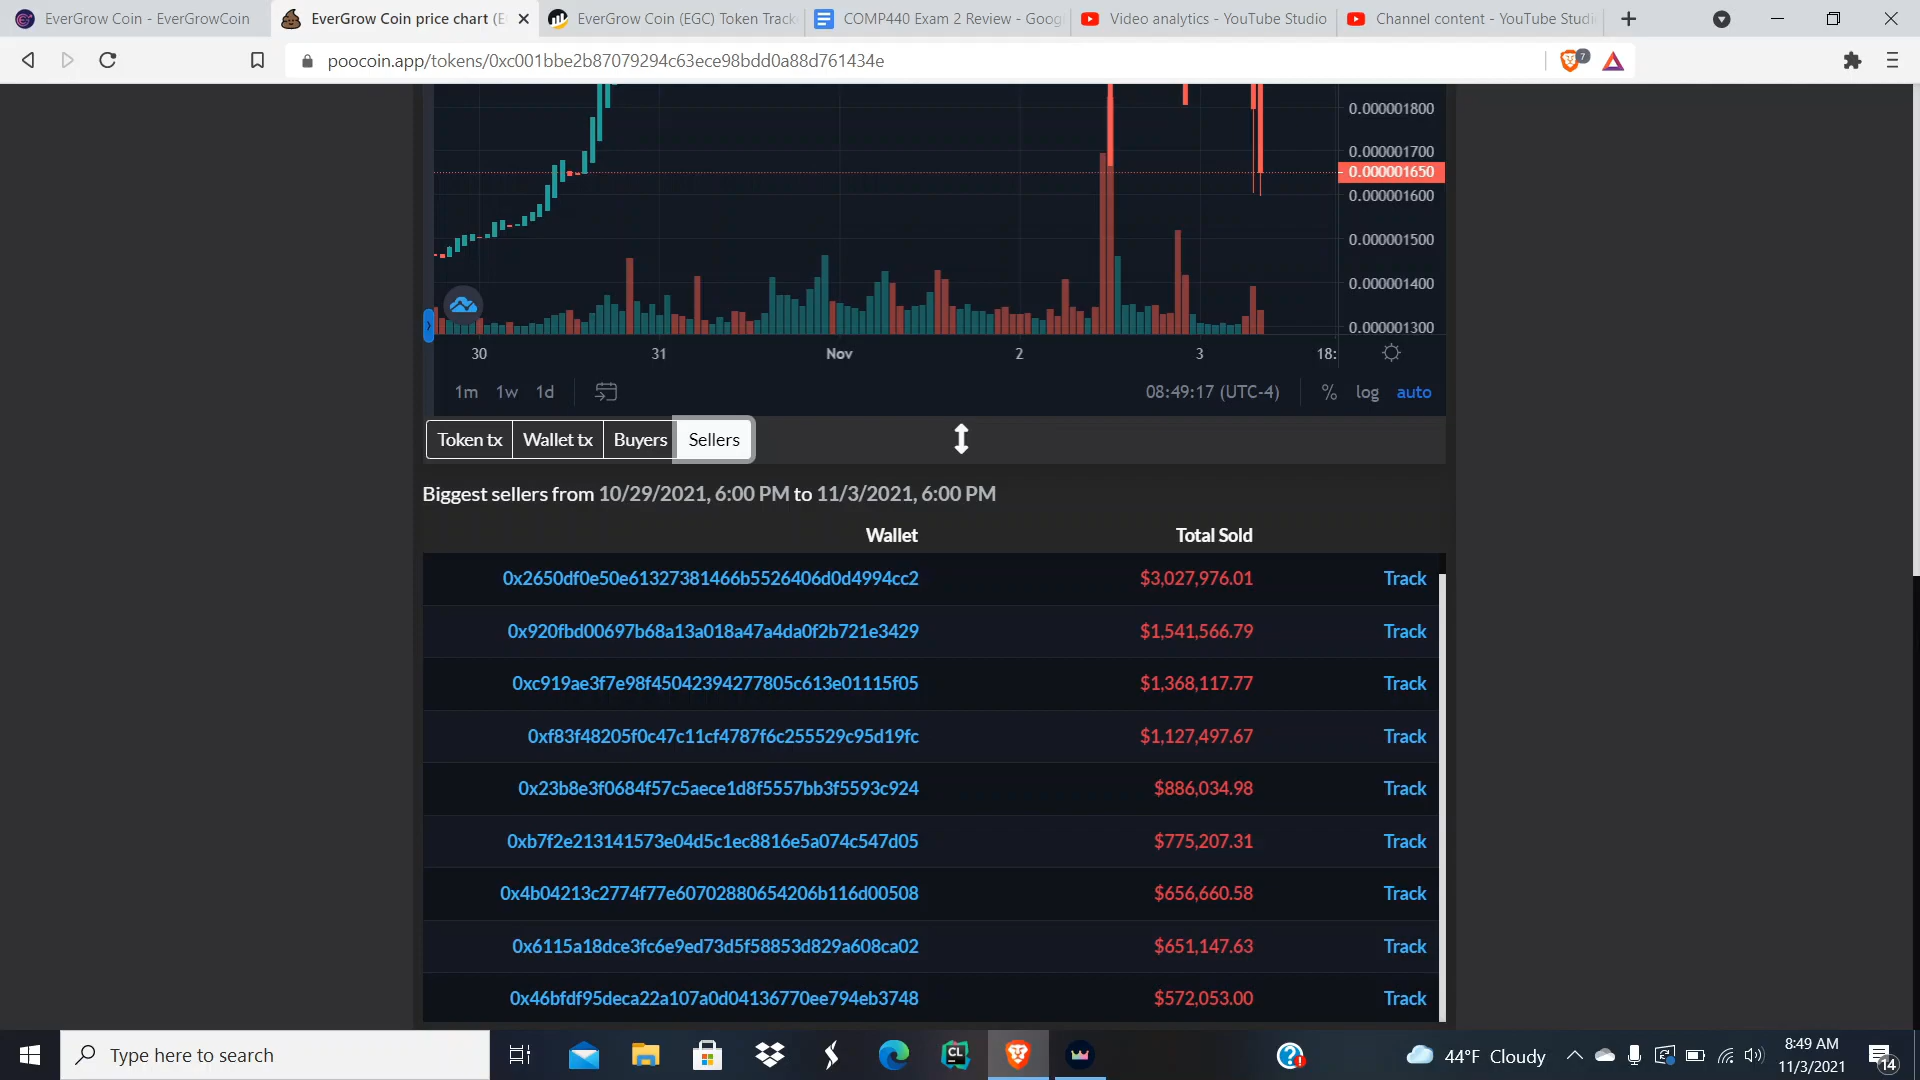 EverGrow Coin - EverGrowCoin
EverGrow Coin price chart (E
EverGrow Coin (EGC) Token Track
COMP440 Exam 2 Review - Goog
Video analytics - YouTube Studio
Channel content - YouTube Studi
poocoin.app/tokens/0xc001bbe2b87079294c63ece98bdd0a88d761434e
7
0.000001800
0.000001700
0.000001650
0.000001600
0.000001500
0.000001400
0.000001300
30 31 Nov 2 3 18:
1m 1w 1d 08:49:17 (UTC-4) % log auto
Token tx Wallet tx Buyers Sellers
Biggest sellers from 10/29/2021, 6:00 PM to 11/3/2021, 6:00 PM
Wallet Total Sold
0x2650df0e50e61327381466b5526406d0d4994cc2 $3,027,976.01 Track
0x920fbd00697b68a13a018a47a4da0f2b721e3429 $1,541,566.79 Track
0xc919ae3f7e98f45042394277805c613e01115f05 $1,368,117.77 Track
0xf83f48205f0c47c11cf4787f6c255529c95d19fc $1,127,497.67 Track
0x23b8e3f0684f57c5aece1d8f5557bb3f5593c924 $886,034.98 Track
0xb7f2e213141573e04d5c1ec8816e5a074c547d05 $775,207.31 Track
0x4b04213c2774f77e60702880654206b116d00508 $656,660.58 Track
0x6115a18dce3fc6e9ed73d5f58853d829a608ca02 $651,147.63 Track
0x46bfdf95deca22a107a0d04136770ee794eb3748 $572,053.00 Track
Type here to search
CL
44°F Cloudy
8:49 AM
11/3/2021
14